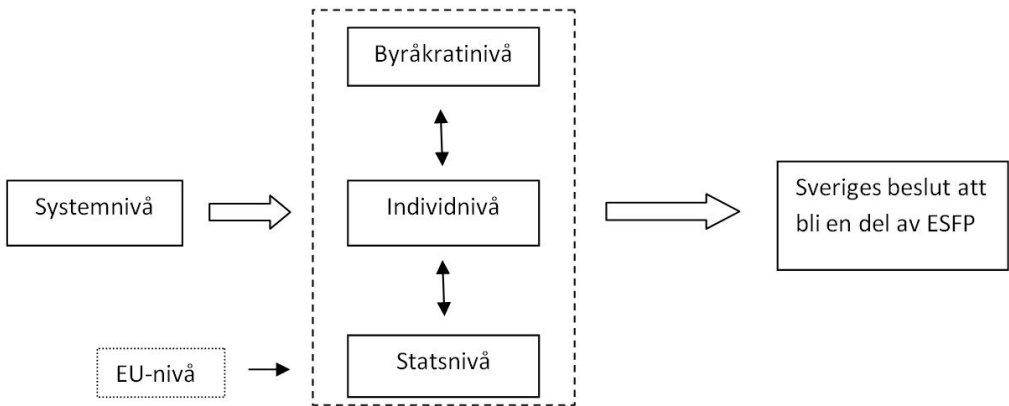 Byråkratinivå
Systemnivå
Individnivå
Sveriges beslut att
bli en del av ESFP
EU-nivå
Statsnivå